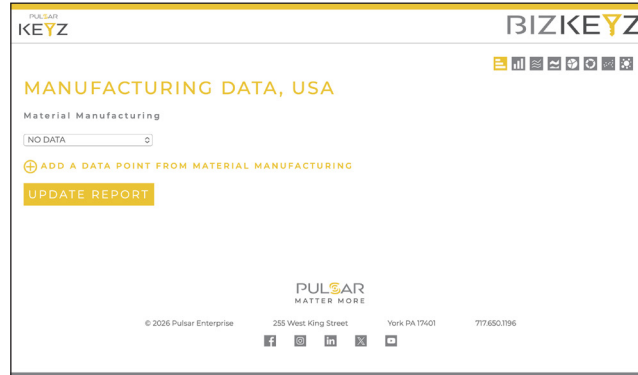 PULSAR
KEYZ
BIZKEYZ
MANUFACTURING DATA, USA
Material Manufacturing
NO DATA
ADD A DATA POINT FROM MATERIAL MANUFACTURING
UPDATE REPORT
PULSAR
MATTER MORE
© 2026 Pulsar Enterprise 255 West King Street York PA 17401 717.650.1196